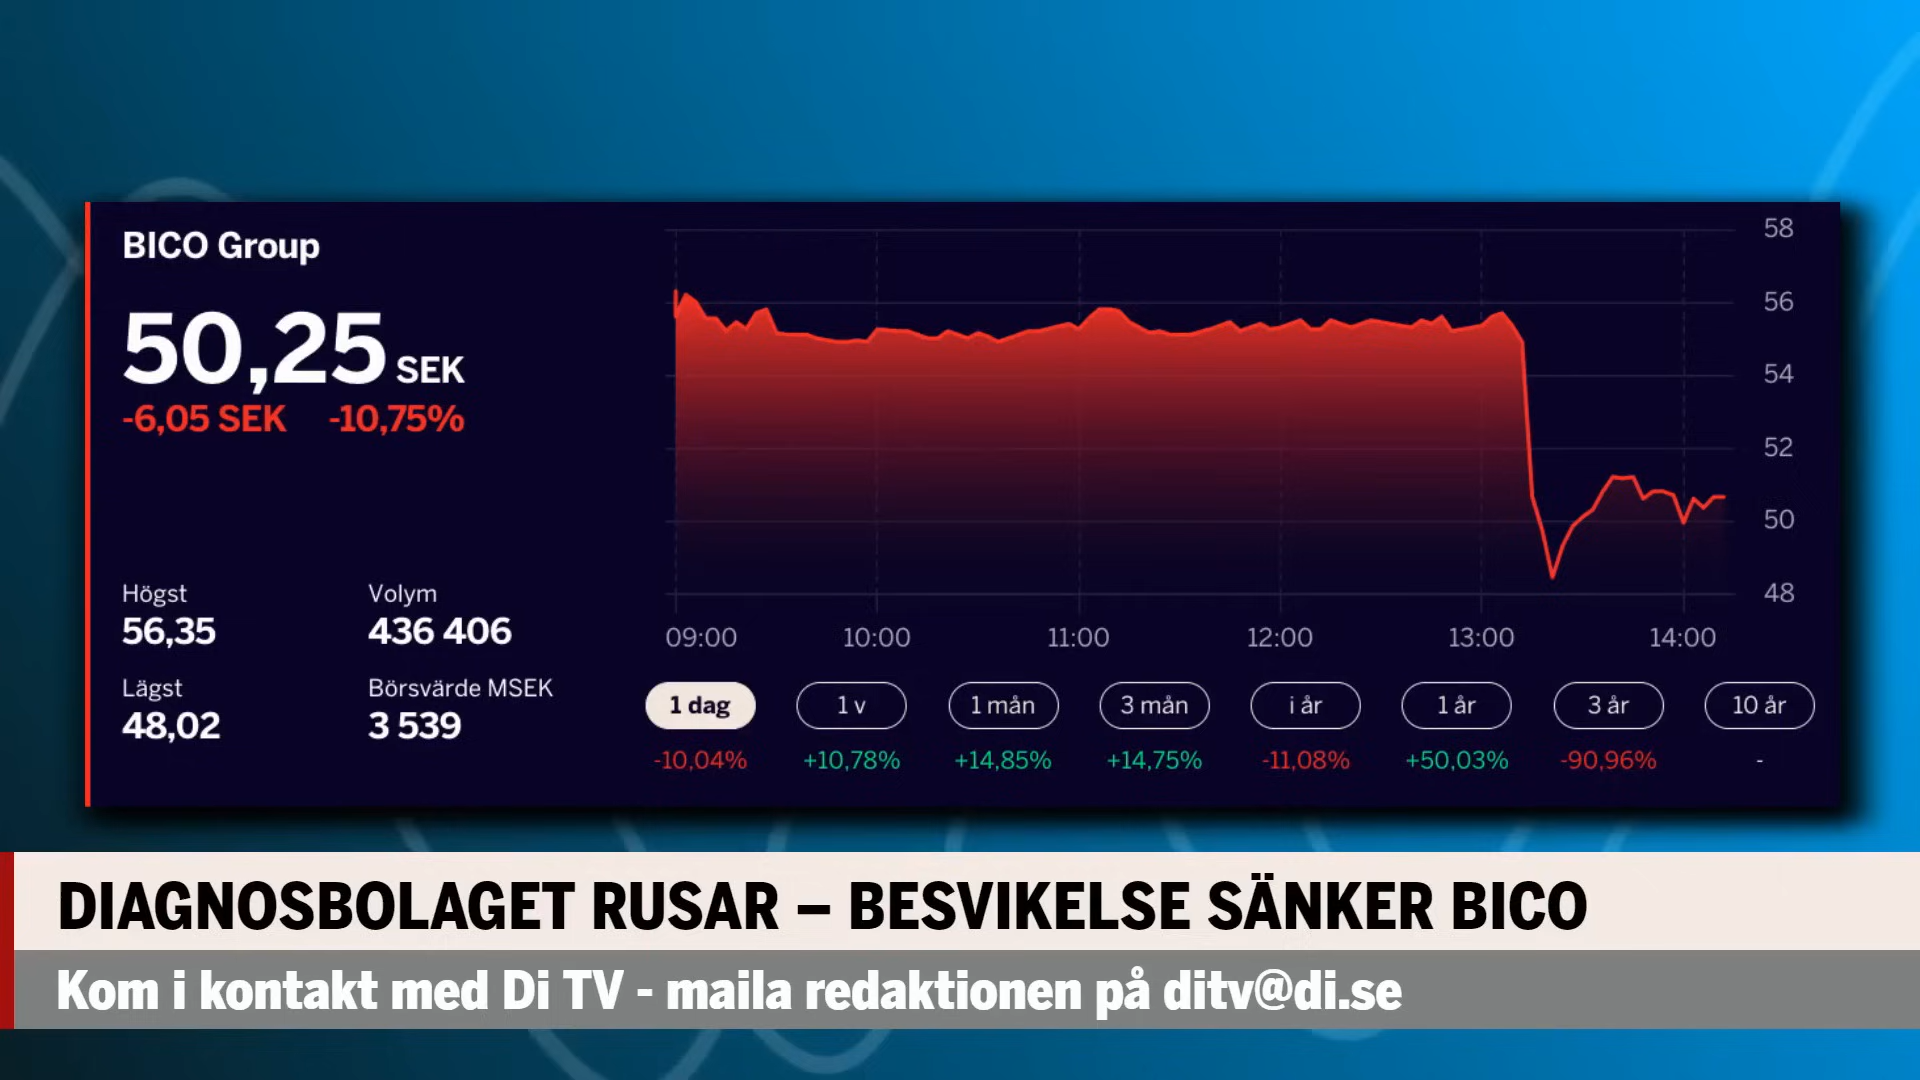 BICO Group
50,25 SEK
-6,05 SEK -10,75%
Högst
56,35
Volym
436 406
Lägst
48,02
Börsvärde MSEK
3 539
58
56
54
52
50
48
09:00 10:00 11:00 12:00 13:00 14:00
1 dag 1 v 1 mån 3 mån i år 1 år 3 år 10 år
-10,04% +10,78% +14,85% +14,75% -11,08% +50,03% -90,96% -
DIAGNOSBOLAGET RUSAR – BESVIKELSE SÄNKER BICO
Kom i kontakt med Di TV - maila redaktionen på ditv@di.se